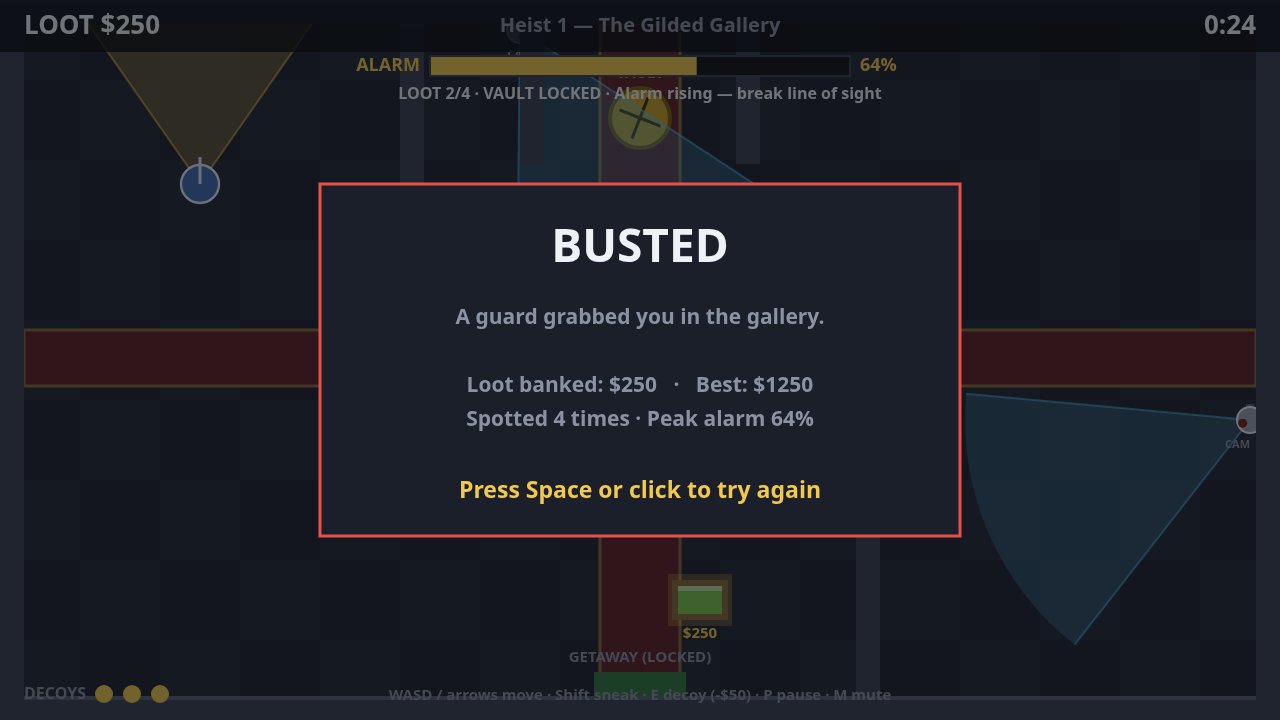 LOOT $250
Heist 1 — The Gilded Gallery
0:24
ALARM
64%
LOOT 2/4 · VAULT LOCKED · Alarm rising — break line of sight
BUSTED
A guard grabbed you in the gallery.
Loot banked: $250 · Best: $1250
Spotted 4 times · Peak alarm 64%
Press Space or click to try again
CAM
$250
GETAWAY (LOCKED)
DECOYS
WASD / arrows move · Shift sneak · E decoy (-$50) · P pause · M mute